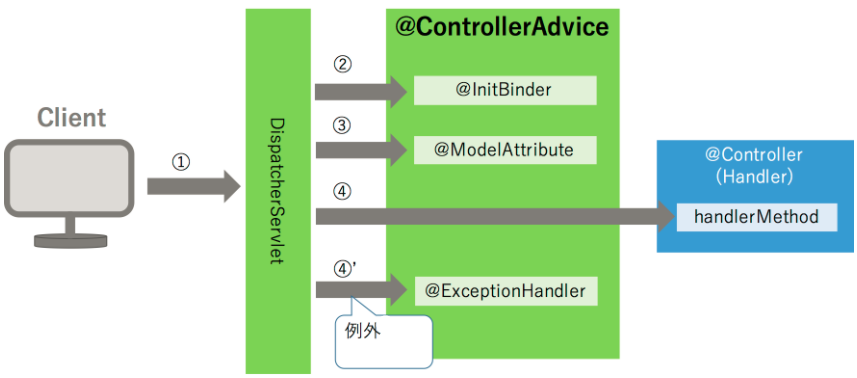 @ControllerAdvice
②
@InitBinder
Client
①
DispatcherServlet
③
@ModelAttribute
@Controller
(Handler)
④
handlerMethod
④’
@ExceptionHandler
例外